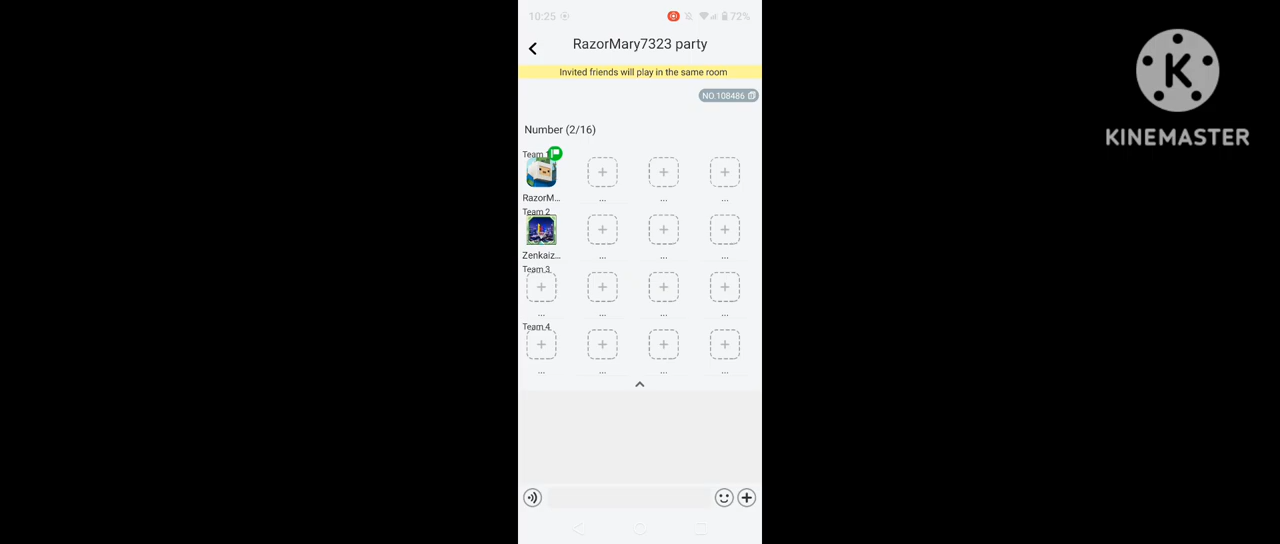 10:25
72%
RazorMary7323 party
Invited friends will play in the same room
NO.108486
Number (2/16)
Team
RazorM...
... ... ...
Team 2
Zenkaiz...
... ... ...
Team 3
... ... ... ...
Team 4
... ... ... ...
K
KINEMASTER